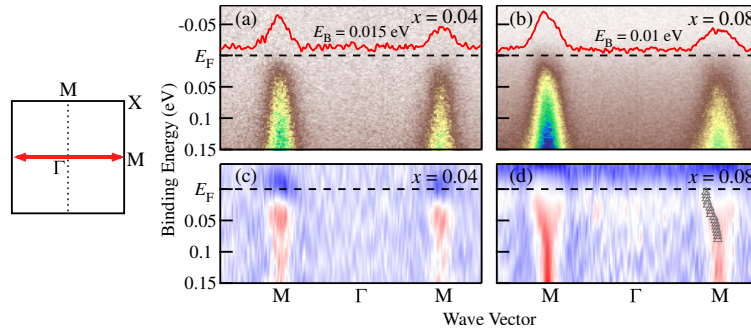 M
X
Γ
M
Binding Energy (eV)
-0.05
E_F
0.05
0.1
0.15
(a)
x = 0.04
E_B = 0.015 eV
(b)
x = 0.08
E_B = 0.01 eV
E_F
0.05
0.1
0.15
(c)
x = 0.04
(d)
x = 0.08
M
Γ
M
M
Γ
M
Wave Vector